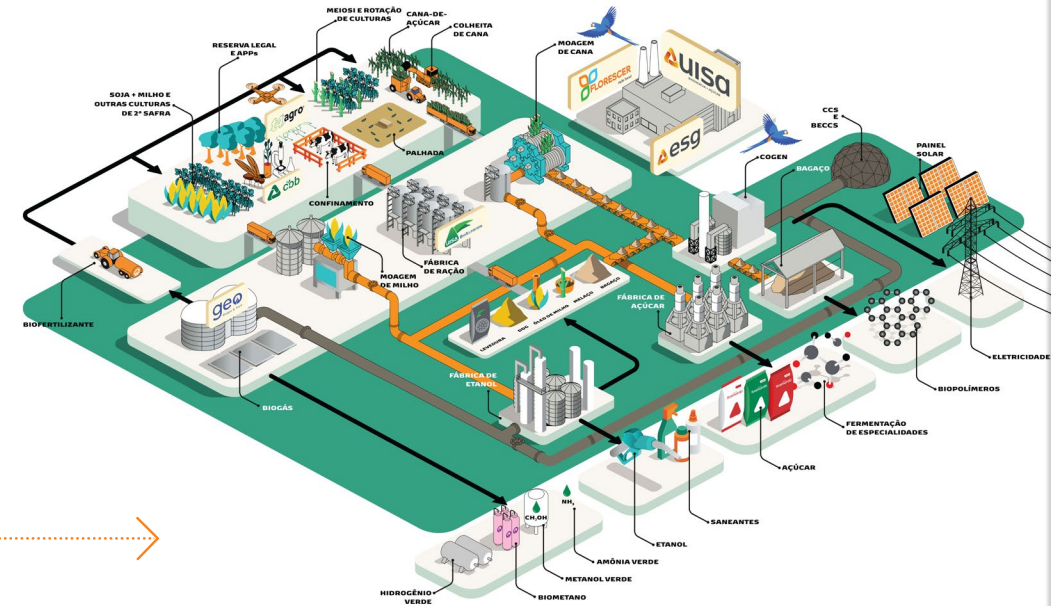 MEIOSI E ROTAÇÃO
DE CULTURAS
CANA-DE-
AÇÚCAR
COLHEITA
DE CANA
RESERVA LEGAL
E APPs
MOAGEM
DE CANA
SOJA + MILHO E
OUTRAS CULTURAS
DE 2ª SAFRA
agro
cbb
FLORESCER
uisa
esg
CCS
E
BECCS
PAINEL
SOLAR
COGEN
BAGAÇO
PALHADA
CONFINAMENTO
FÁBRICA
DE RAÇÃO
MOAGEM
DE MILHO
BIOFERTILIZANTE
geo
BIOGÁS
LEVEDURA
DDG
ÓLEO DE MILHO
MELAÇO
BAGAÇO
FÁBRICA DE
AÇÚCAR
FÁBRICA DE
ETANOL
ELETRICIDADE
BIOPOLÍMEROS
FERMENTAÇÃO
DE ESPECIALIDADES
AÇÚCAR
SANEANTES
ETANOL
NH₃
CH₃OH
AMÔNIA VERDE
METANOL VERDE
BIOMETANO
HIDROGÊNIO
VERDE